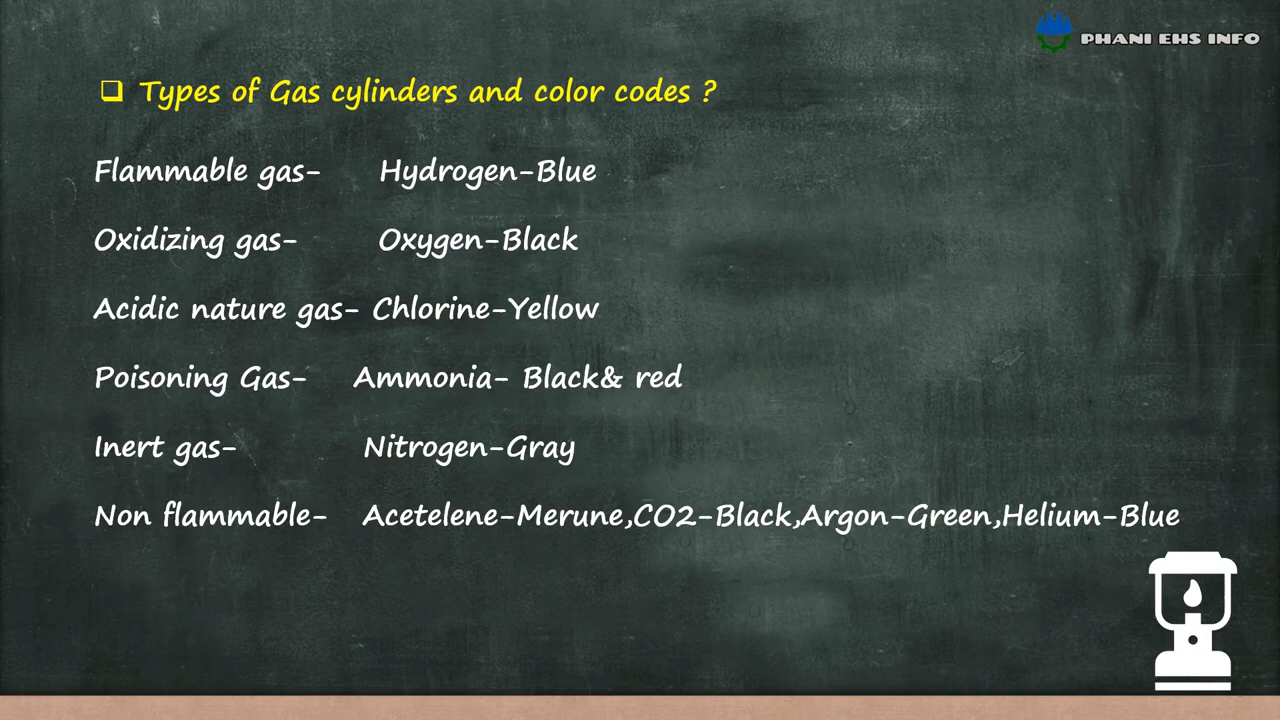 PHANI EHS INFO
❑ Types of Gas cylinders and color codes ?
Flammable gas- Hydrogen-Blue
Oxidizing gas- Oxygen-Black
Acidic nature gas- Chlorine-Yellow
Poisoning Gas- Ammonia- Black& red
Inert gas- Nitrogen-Gray
Non flammable- Acetelene-Merune,CO2-Black,Argon-Green,Helium-Blue